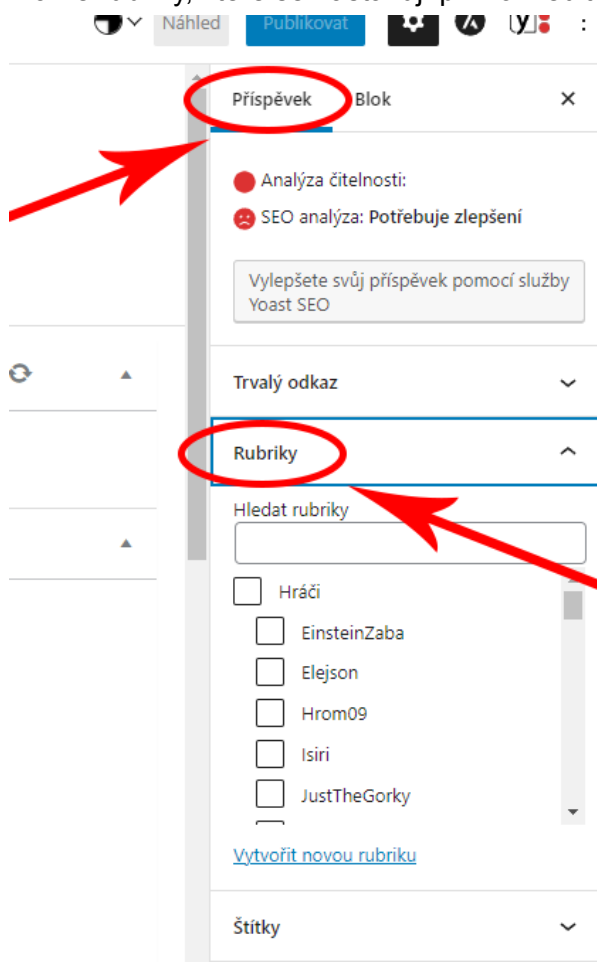 Náhled
Publikovat
Příspěvek
Blok
Analýza čitelnosti:
SEO analýza: Potřebuje zlepšení
Vylepšete svůj příspěvek pomocí služby
Yoast SEO
Trvalý odkaz
Rubriky
Hledat rubriky
Hráči
EinsteinZaba
Elejson
Hrom09
Isiri
JustTheGorky
Vytvořit novou rubriku
Štítky